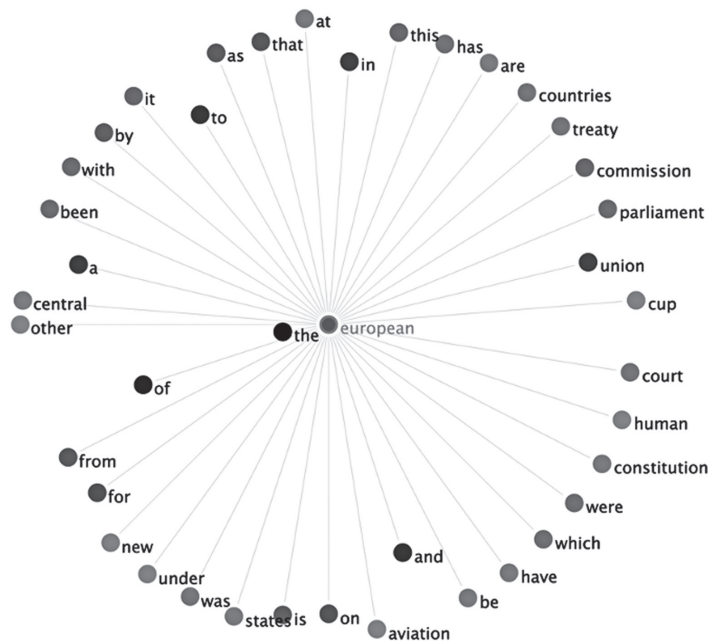 at
this
that
has
as
in
are
countries
it
to
treaty
by
commission
with
parliament
been
union
a
central
cup
other
european
the
court
of
human
from
constitution
for
were
new
which
and
under
have
was
be
states
is
on
aviation